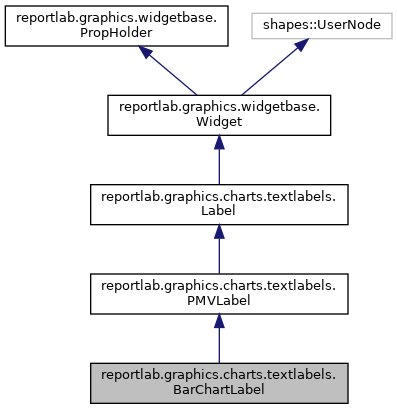 reportlab.graphics.widgetbase.
PropHolder
shapes::UserNode
reportlab.graphics.widgetbase.
Widget
reportlab.graphics.charts.textlabels.
Label
reportlab.graphics.charts.textlabels.
PMVLabel
reportlab.graphics.charts.textlabels.
BarChartLabel